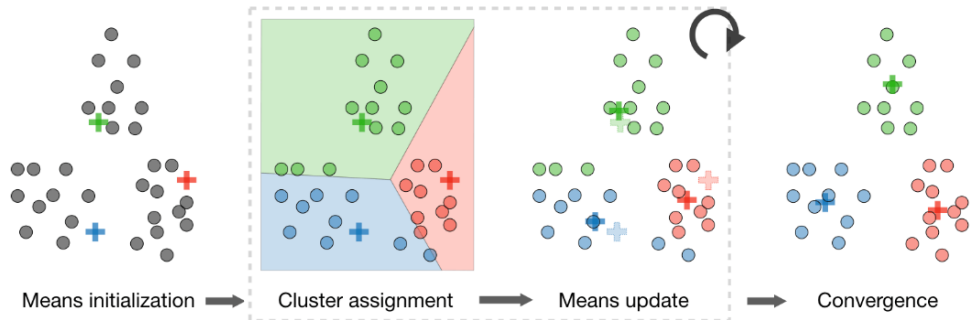 Means initialization
Cluster assignment
Means update
Convergence